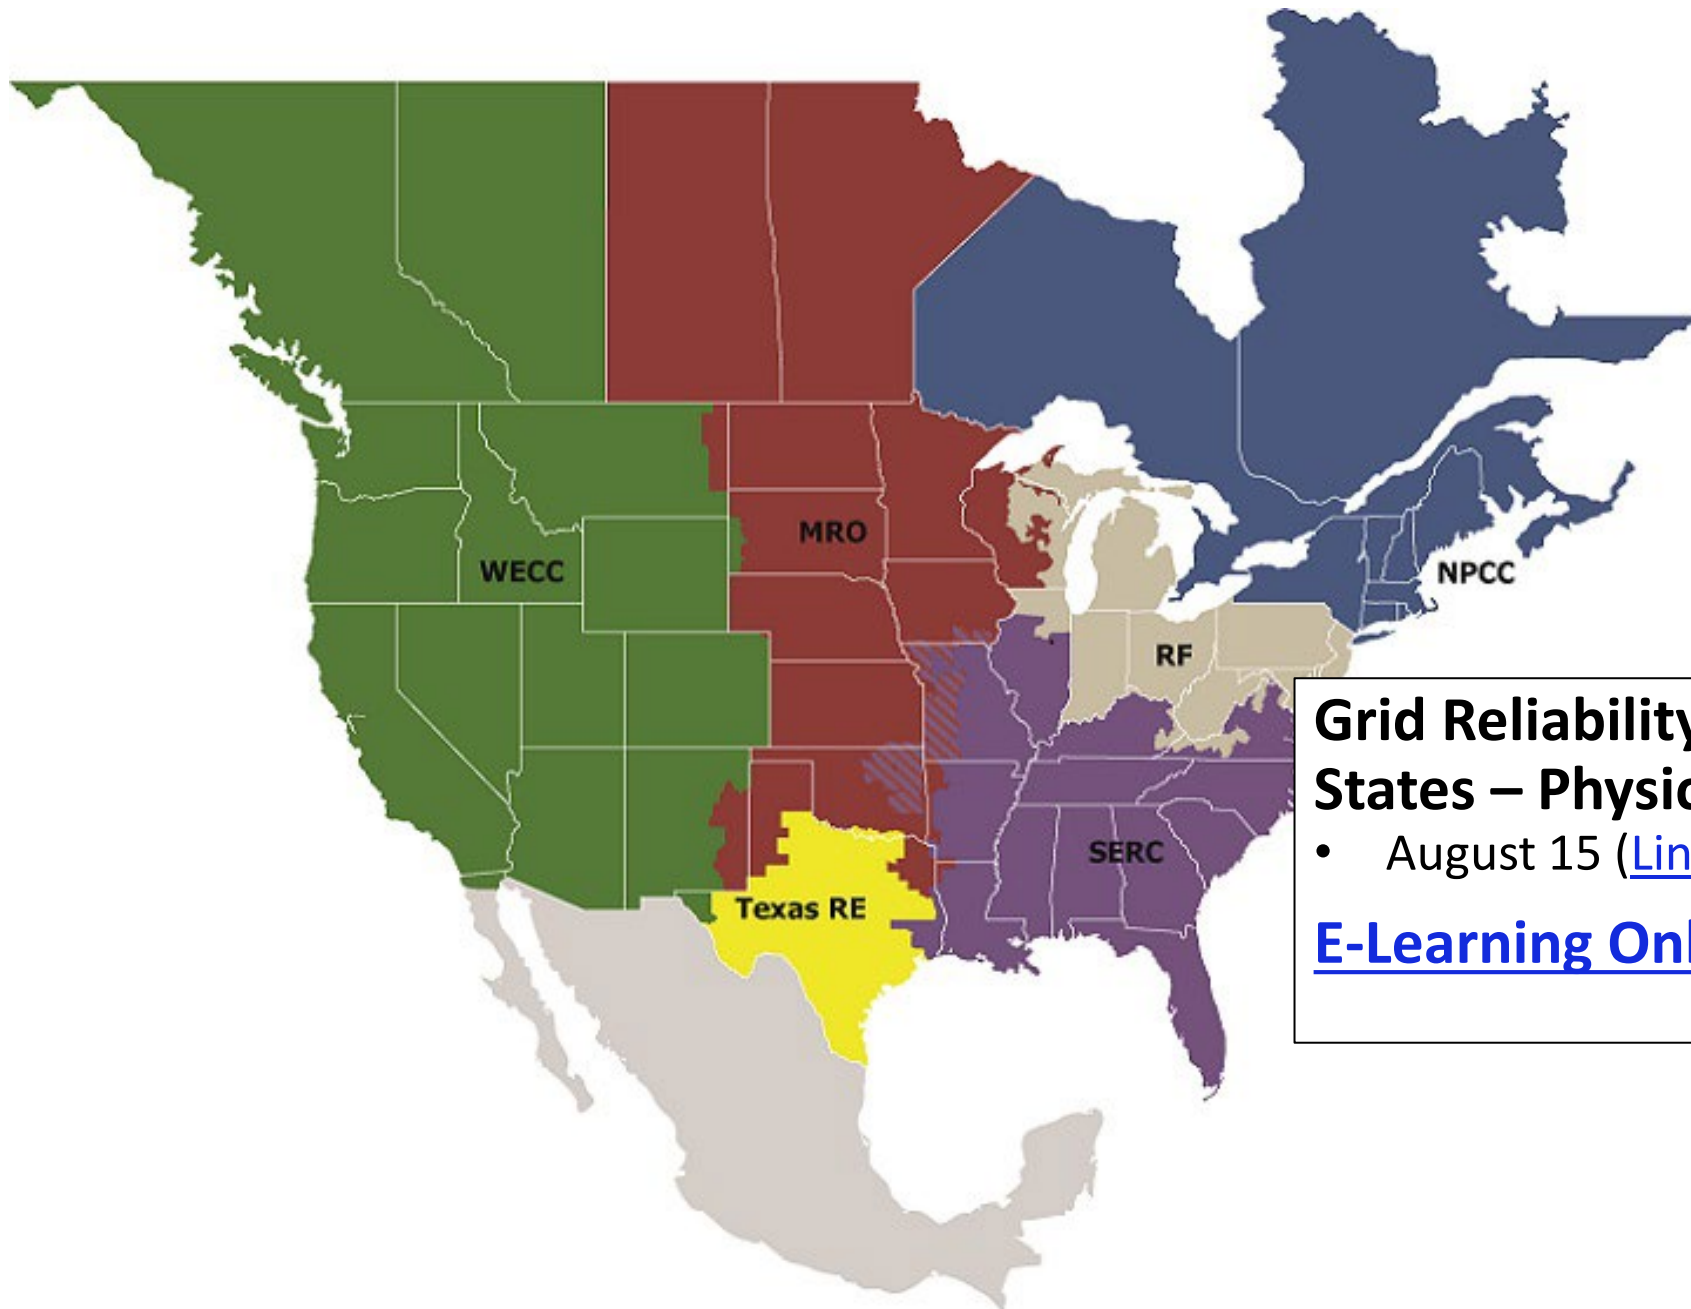 WECC
MRO
NPCC
RF
SERC
Texas RE
Grid Reliability
States – Physic
• August 15 (Lin
E-Learning Onl